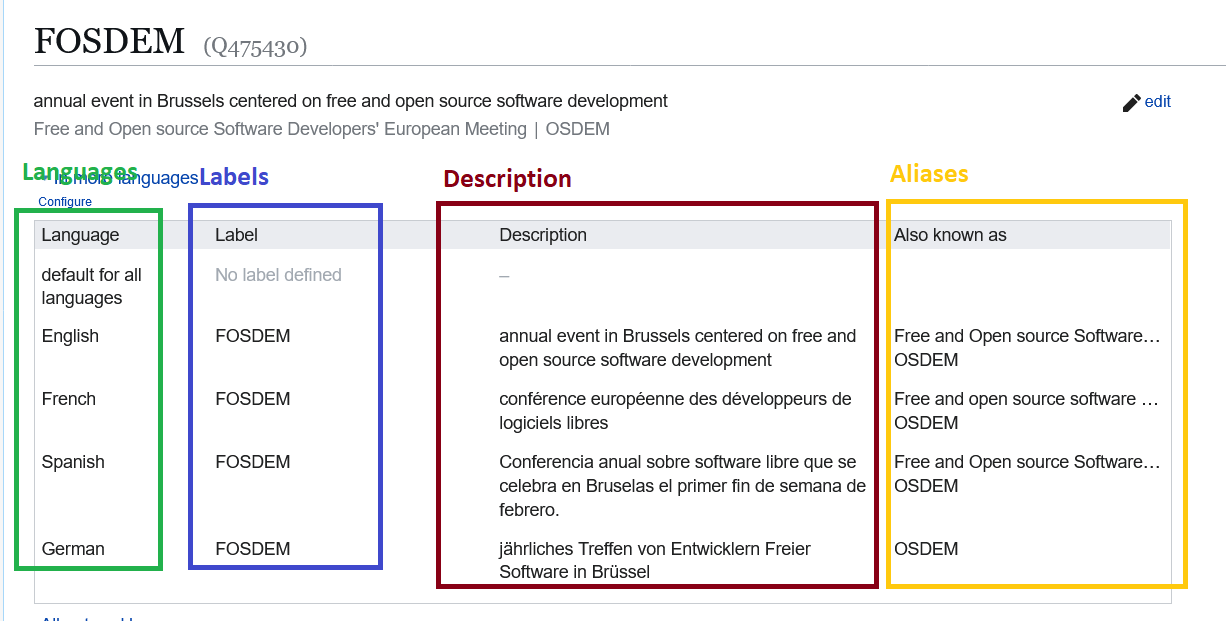 FOSDEM (Q475430)
annual event in Brussels centered on free and open source software development
edit
Free and Open source Software Developers' European Meeting | OSDEM
Languages
In more languages
Labels
Description
Aliases
Configure
Language Label Description Also known as
default for all No label defined –
languages
English FOSDEM annual event in Brussels centered on free and Free and Open source Software…
open source software development OSDEM
French FOSDEM conférence européenne des développeurs de Free and open source software …
logiciels libres OSDEM
Spanish FOSDEM Conferencia anual sobre software libre que se Free and Open source Software…
celebra en Bruselas el primer fin de semana de OSDEM
febrero.
German FOSDEM jährliches Treffen von Entwicklern Freier OSDEM
Software in Brüssel